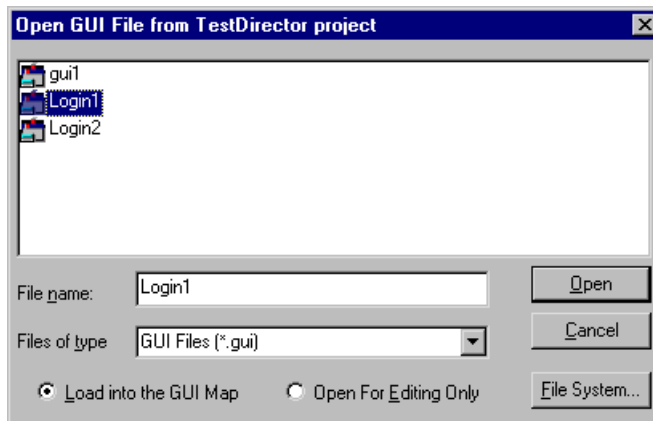 Open GUI File from TestDirector project
gui1
Login1
Login2
File name: Login1
Open
Files of type GUI Files (*.gui)
Cancel
Load into the GUI Map Open For Editing Only
File System...